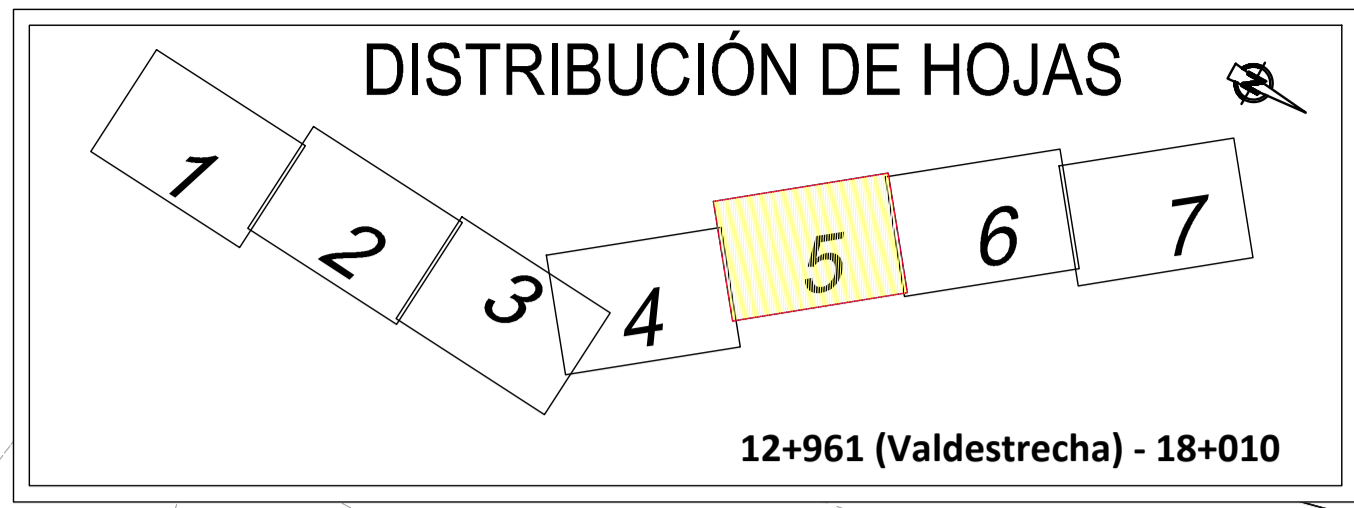 DISTRIBUCIÓN DE HOJAS
N
1
2
3
4
5
6
7
12+961 (Valdestrecha) - 18+010